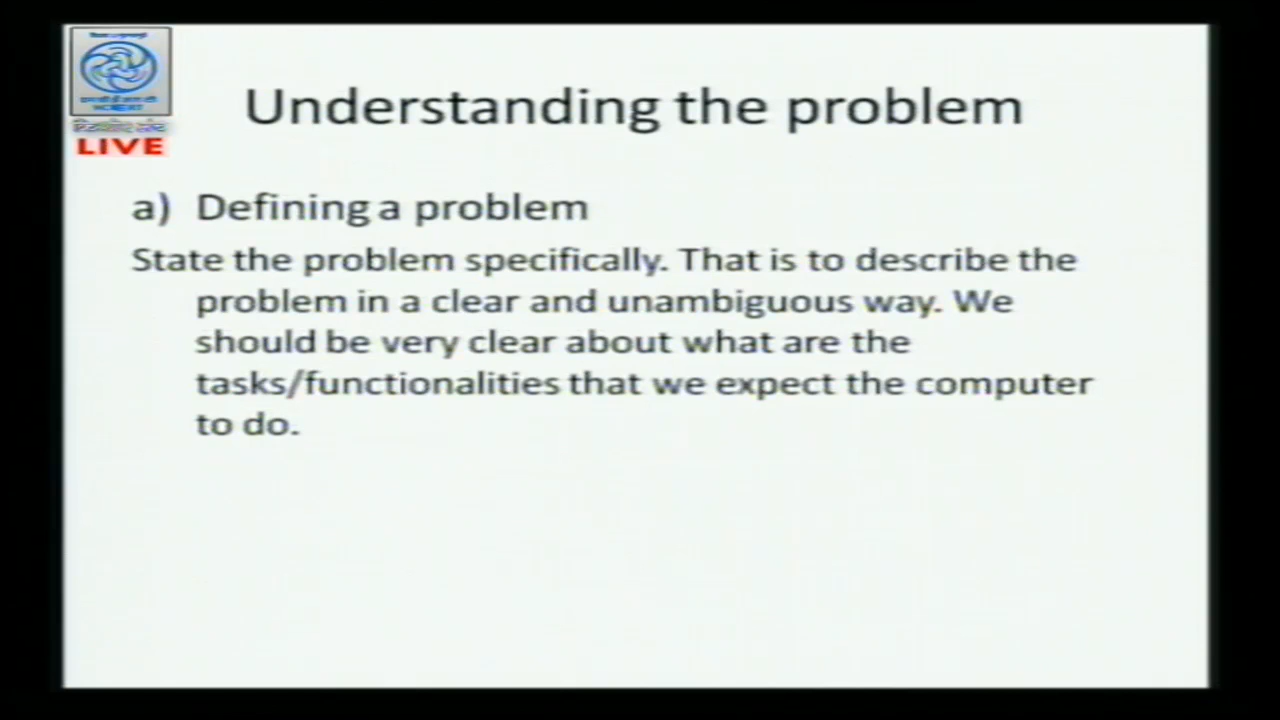 NCERT
LIVE
Understanding the problem
a) Defining a problem
State the problem specifically. That is to describe the
problem in a clear and unambiguous way. We
should be very clear about what are the
tasks/functionalities that we expect the computer
to do.